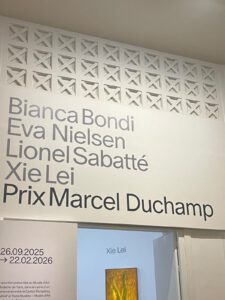 Bianca Bondi
Eva Nielsen
Lionel Sabatté
Xie Lei
Prix Marcel Duchamp
Xie Lei
26.09.2025
→ 22.02.2026